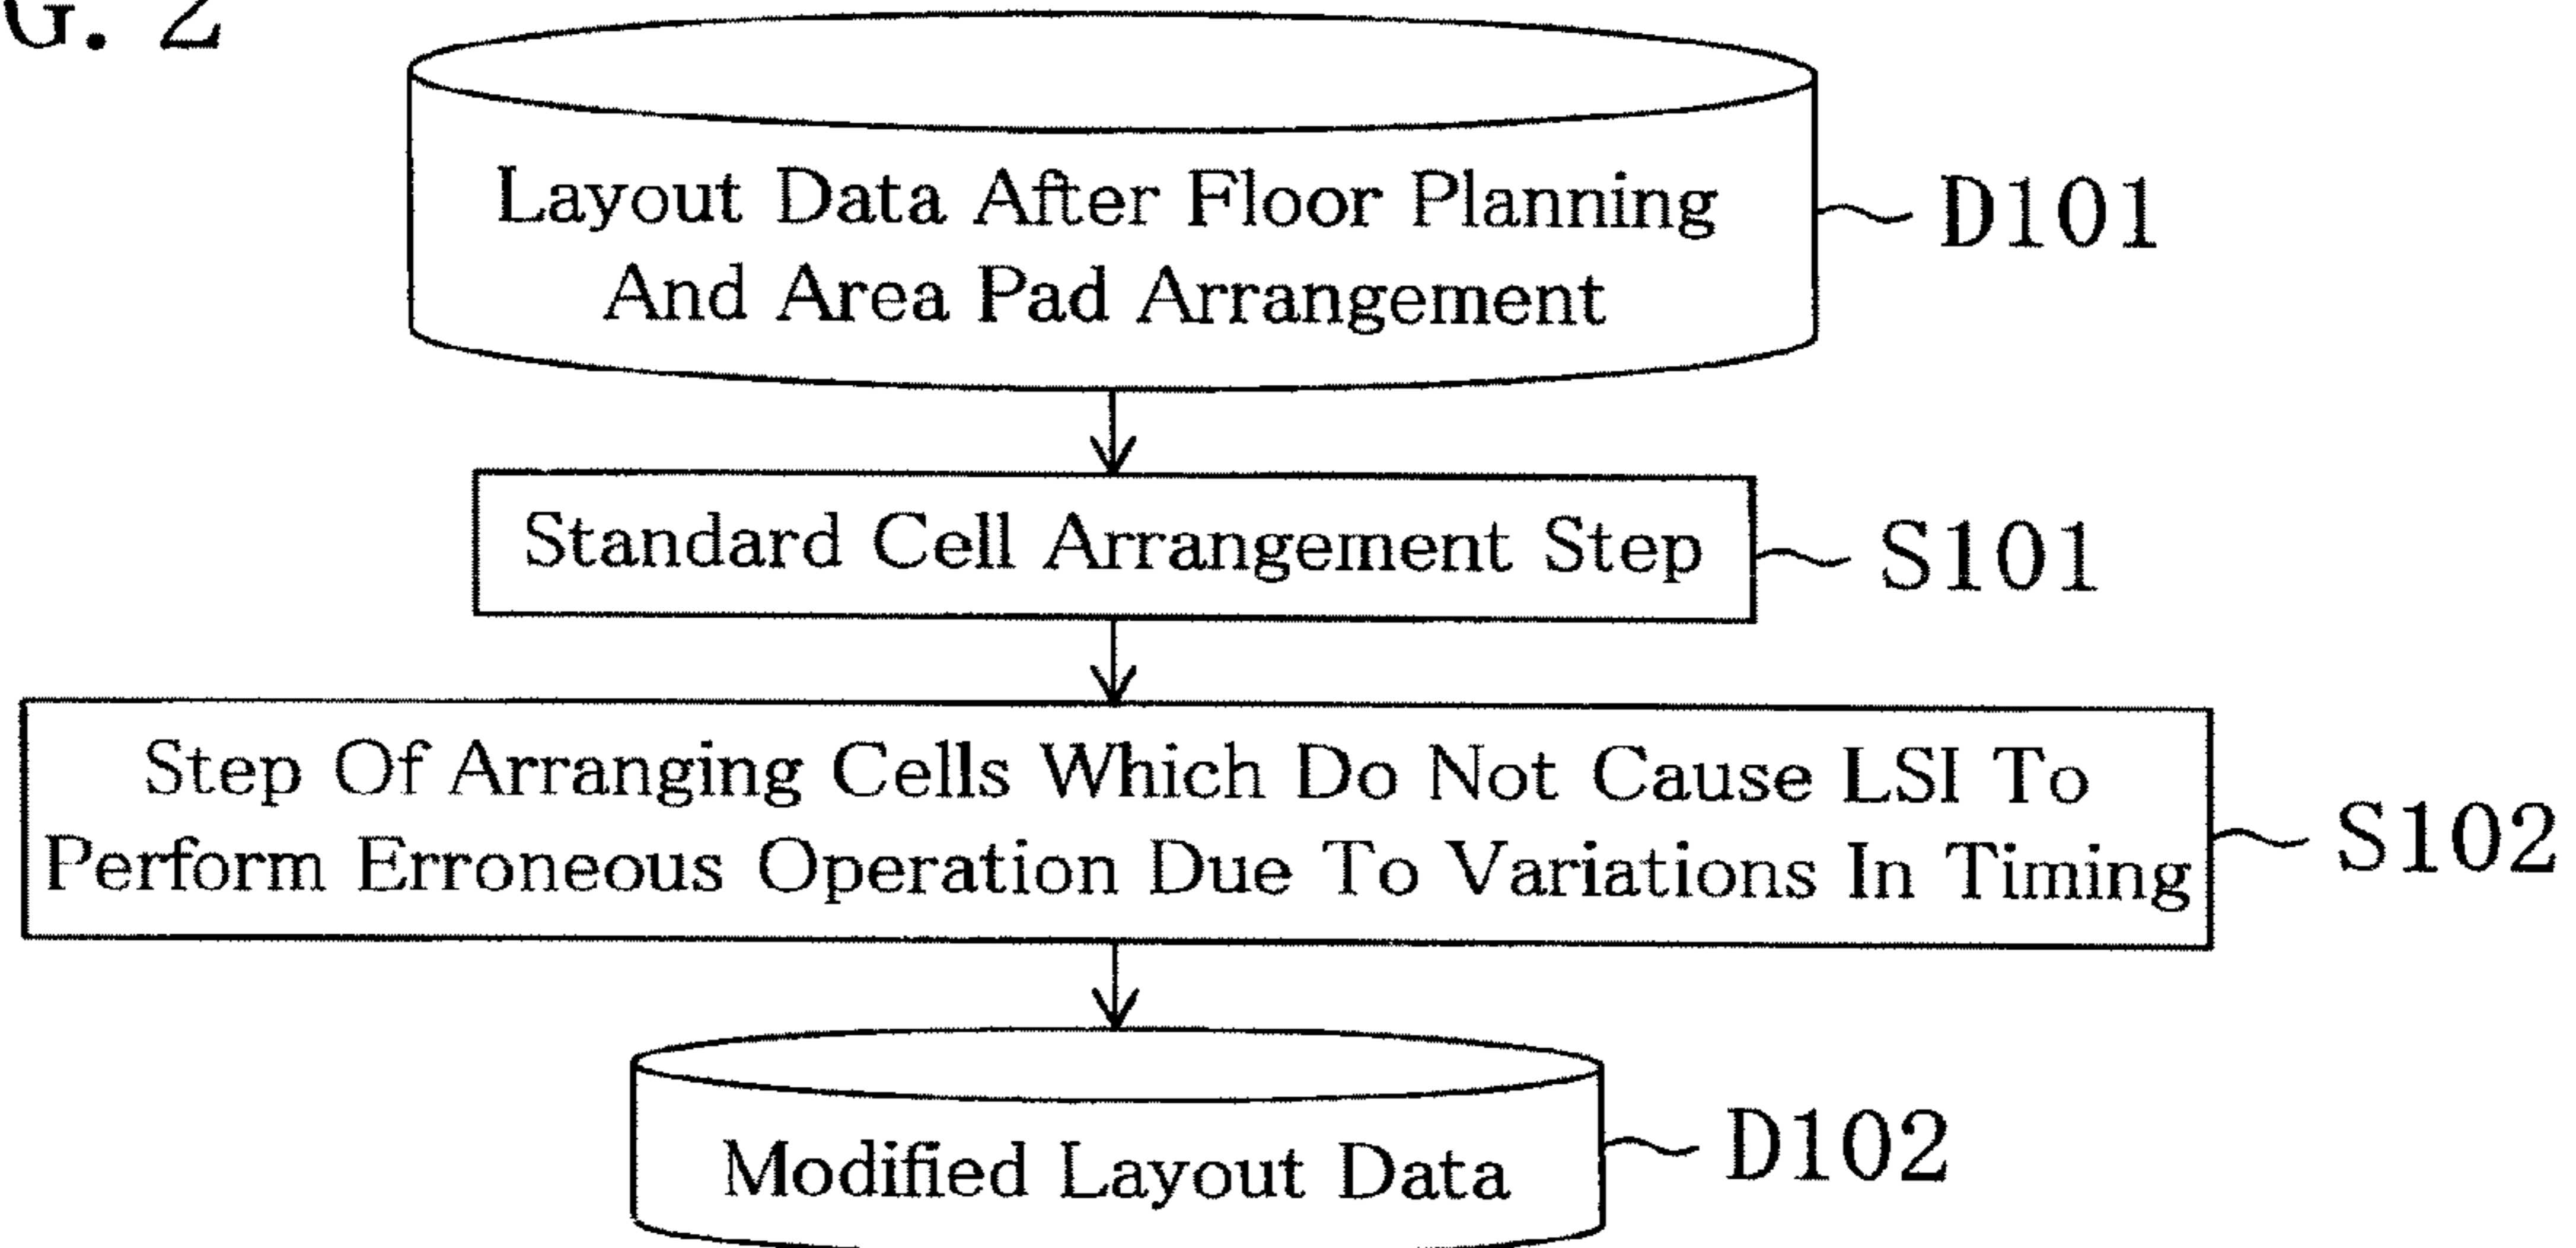 G. 2
Layout Data After Floor Planning
And Area Pad Arrangement
D101
Standard Cell Arrangement Step
S101
Step Of Arranging Cells Which Do Not Cause LSI To
Perform Erroneous Operation Due To Variations In Timing
S102
Modified Layout Data
D102